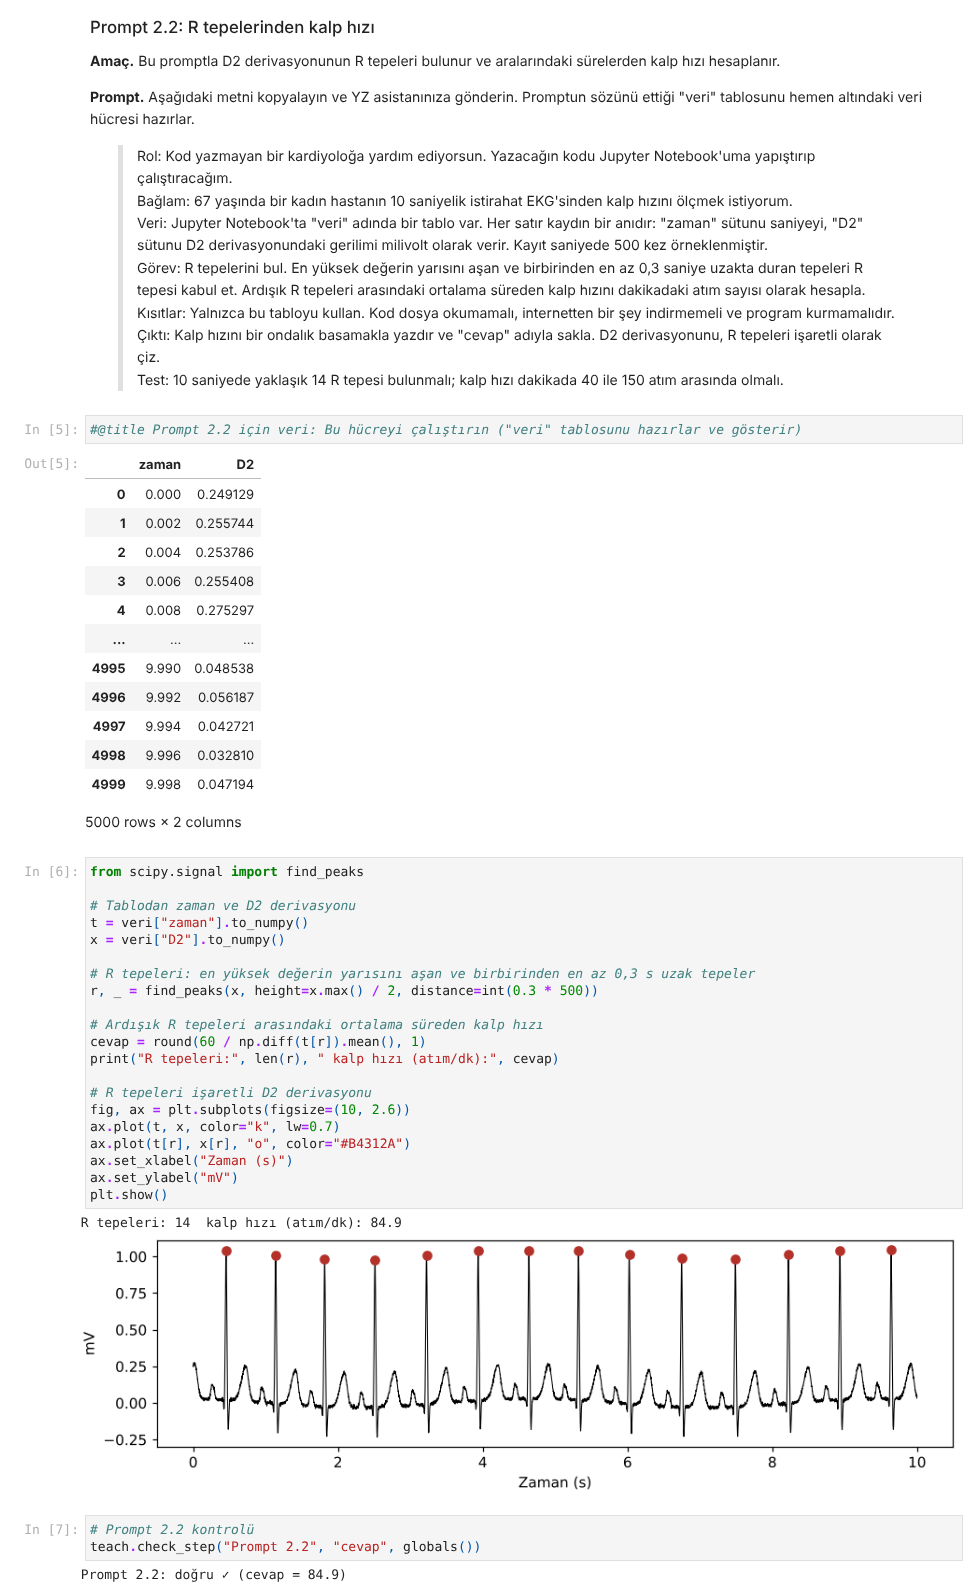 Prompt 2.2: R tepelerinden kalp hızı
Amaç. Bu promptla D2 derivasyonunun R tepeleri bulunur ve aralarındaki sürelerden kalp hızı hesaplanır.
Prompt. Aşağıdaki metni kopyalayın ve YZ asistanınıza gönderin. Promptun sözünü ettiği "veri" tablosunu hemen altındaki veri
hücresi hazırlar.
Rol: Kod yazmayan bir kardiyoloğa yardım ediyorsun. Yazacağın kodu Jupyter Notebook'uma yapıştırıp
çalıştıracağım.
Bağlam: 67 yaşında bir kadın hastanın 10 saniyelik istirahat EKG'sinden kalp hızını ölçmek istiyorum.
Veri: Jupyter Notebook'ta "veri" adında bir tablo var. Her satır kaydın bir anıdır: "zaman" sütunu saniyeyi, "D2"
sütunu D2 derivasyonundaki gerilimi milivolt olarak verir. Kayıt saniyede 500 kez örneklenmiştir.
Görev: R tepelerini bul. En yüksek değerin yarısını aşan ve birbirinden en az 0,3 saniye uzakta duran tepeleri R
tepesi kabul et. Ardışık R tepeleri arasındaki ortalama süreden kalp hızını dakikadaki atım sayısı olarak hesapla.
Kısıtlar: Yalnızca bu tabloyu kullan. Kod dosya okumamalı, internetten bir şey indirmemeli ve program kurmamalıdır.
Çıktı: Kalp hızını bir ondalık basamakla yazdır ve "cevap" adıyla sakla. D2 derivasyonunu, R tepeleri işaretli olarak
çiz.
Test: 10 saniyede yaklaşık 14 R tepesi bulunmalı; kalp hızı dakikada 40 ile 150 atım arasında olmalı.
In [5]: #@title Prompt 2.2 için veri: Bu hücreyi çalıştırın ("veri" tablosunu hazırlar ve gösterir)
Out[5]: zaman D2
0 0.000 0.249129
1 0.002 0.255744
2 0.004 0.253786
3 0.006 0.255408
4 0.008 0.275297
... ... ...
4995 9.990 0.048538
4996 9.992 0.056187
4997 9.994 0.042721
4998 9.996 0.032810
4999 9.998 0.047194
5000 rows × 2 columns
In [6]: from scipy.signal import find_peaks
# Tablodan zaman ve D2 derivasyonu
t = veri["zaman"].to_numpy()
x = veri["D2"].to_numpy()
# R tepeleri: en yüksek değerin yarısını aşan ve birbirinden en az 0,3 s uzak tepeler
r, _ = find_peaks(x, height=x.max() / 2, distance=int(0.3 * 500))
# Ardışık R tepeleri arasındaki ortalama süreden kalp hızı
cevap = round(60 / np.diff(t[r]).mean(), 1)
print("R tepeleri:", len(r), " kalp hızı (atım/dk):", cevap)
# R tepeleri işaretli D2 derivasyonu
fig, ax = plt.subplots(figsize=(10, 2.6))
ax.plot(t, x, color="k", lw=0.7)
ax.plot(t[r], x[r], "o", color="#B4312A")
ax.set_xlabel("Zaman (s)")
ax.set_ylabel("mV")
plt.show()
R tepeleri: 14  kalp hızı (atım/dk): 84.9
1.00
0.75
0.50
0.25
0.00
−0.25
mV
0 2 4 6 8 10
Zaman (s)
In [7]: # Prompt 2.2 kontrolü
teach.check_step("Prompt 2.2", "cevap", globals())
Prompt 2.2: doğru ✓ (cevap = 84.9)